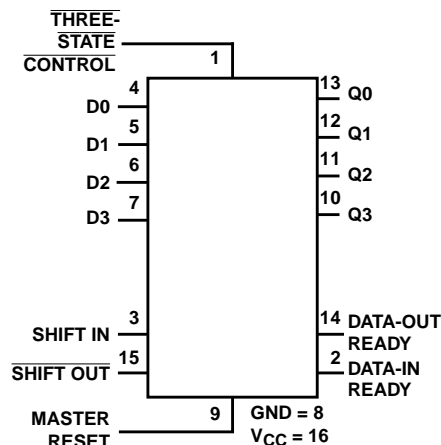 THREE-
STATE
CONTROL
1
4
D0
5
D1
6
D2
7
D3
13
Q0
12
Q1
11
Q2
10
Q3
3
SHIFT IN
15
SHIFT OUT
14
DATA-OUT
READY
2
DATA-IN
READY
MASTER
RESET
9
GND = 8
VCC = 16